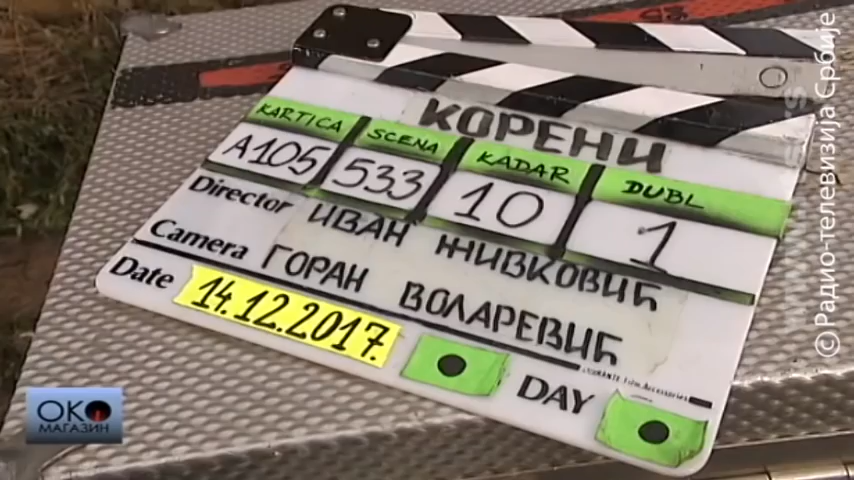 КОРЕНИ
KARTICA SCENA KADAR DUBL
A105 533 10 1
Director ИВАН ЖИВКОВИЋ
Camera ГОРАН ВОЛАРЕВИЋ
Date 14.12.2017.
DAY
ОКО
МАГАЗИН
© Радио-телевизија Србије